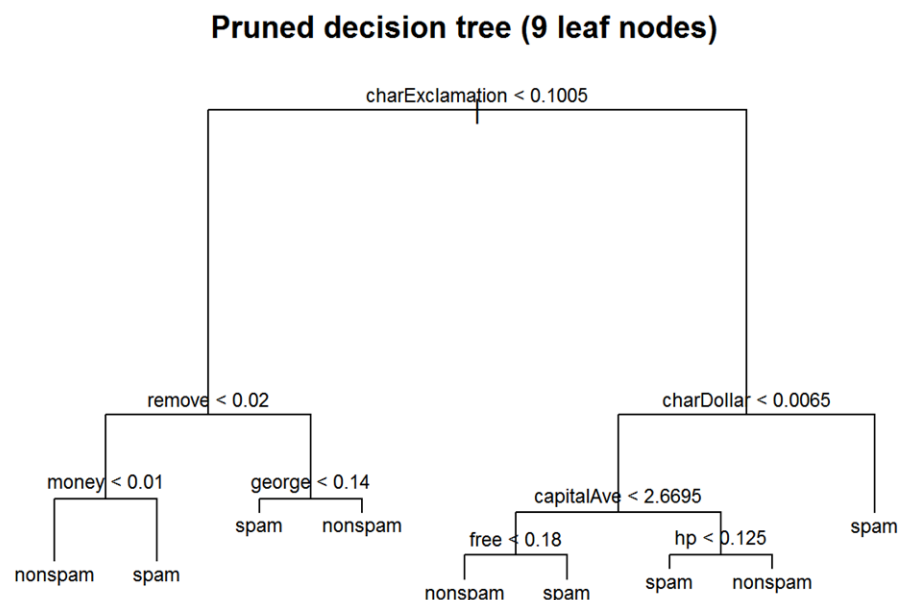 Pruned decision tree (9 leaf nodes)
charExclamation < 0.1005
remove < 0.02
charDollar < 0.0065
money < 0.01
george < 0.14
capitalAve < 2.6695
spam
nonspam
spam
free < 0.18
hp < 0.125
nonspam
spam
spam
nonspam
nonspam
spam